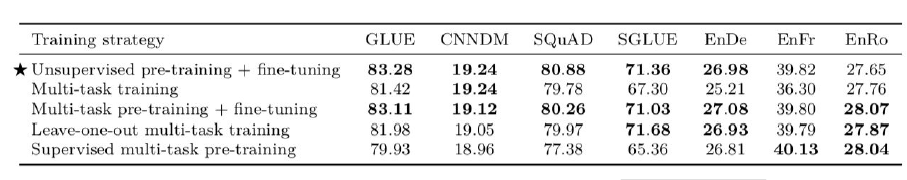 Training strategy GLUE CNNDM SQuAD SGLUE EnDe EnFr EnRo
★ Unsupervised pre-training + fine-tuning 83.28 19.24 80.88 71.36 26.98 39.82 27.65
Multi-task training 81.42 19.24 79.78 67.30 25.21 36.30 27.76
Multi-task pre-training + fine-tuning 83.11 19.12 80.26 71.03 27.08 39.80 28.07
Leave-one-out multi-task training 81.98 19.05 79.97 71.68 26.93 39.79 27.87
Supervised multi-task pre-training 79.93 18.96 77.38 65.36 26.81 40.13 28.04